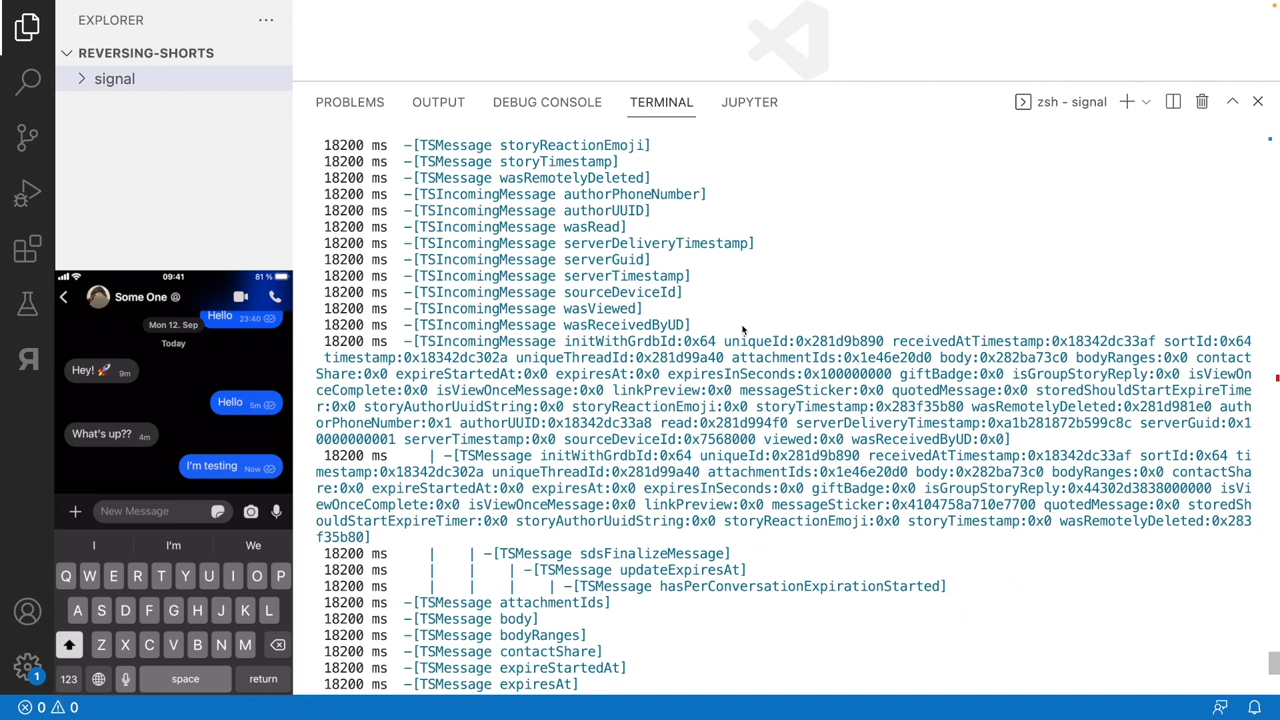 EXPLORER
REVERSING-SHORTS
signal
PROBLEMS
OUTPUT
DEBUG CONSOLE
TERMINAL
JUPYTER
zsh - signal
18200 ms  -[TSMessage storyReactionEmoji]
18200 ms  -[TSMessage storyTimestamp]
18200 ms  -[TSMessage wasRemotelyDeleted]
18200 ms  -[TSIncomingMessage authorPhoneNumber]
18200 ms  -[TSIncomingMessage authorUUID]
18200 ms  -[TSIncomingMessage wasRead]
18200 ms  -[TSIncomingMessage serverDeliveryTimestamp]
18200 ms  -[TSIncomingMessage serverGuid]
18200 ms  -[TSIncomingMessage serverTimestamp]
18200 ms  -[TSIncomingMessage sourceDeviceId]
18200 ms  -[TSIncomingMessage wasViewed]
18200 ms  -[TSIncomingMessage wasReceivedByUD]
18200 ms  -[TSIncomingMessage initWithGrdbId:0x64 uniqueId:0x281d9b890 receivedAtTimestamp:0x18342dc33af sortId:0x64
timestamp:0x18342dc302a uniqueThreadId:0x281d99a40 attachmentIds:0x1e46e20d0 body:0x282ba73c0 bodyRanges:0x0 contact
Share:0x0 expireStartedAt:0x0 expiresAt:0x0 expiresInSeconds:0x100000000 giftBadge:0x0 isGroupStoryReply:0x0 isViewOn
ceComplete:0x0 isViewOnceMessage:0x0 linkPreview:0x0 messageSticker:0x0 quotedMessage:0x0 storedShouldStartExpireTime
r:0x0 storyAuthorUuidString:0x0 storyReactionEmoji:0x0 storyTimestamp:0x283f35b80 wasRemotelyDeleted:0x281d981e0 auth
orPhoneNumber:0x1 authorUUID:0x18342dc33a8 read:0x281d994f0 serverDeliveryTimestamp:0xa1b281872b599c8c serverGuid:0x1
0000000001 serverTimestamp:0x0 sourceDeviceId:0x7568000 viewed:0x0 wasReceivedByUD:0x0]
18200 ms     | -[TSMessage initWithGrdbId:0x64 uniqueId:0x281d9b890 receivedAtTimestamp:0x18342dc33af sortId:0x64 ti
mestamp:0x18342dc302a uniqueThreadId:0x281d99a40 attachmentIds:0x1e46e20d0 body:0x282ba73c0 bodyRanges:0x0 contactSha
re:0x0 expireStartedAt:0x0 expiresAt:0x0 expiresInSeconds:0x0 giftBadge:0x0 isGroupStoryReply:0x44302d3838000000 isVi
ewOnceComplete:0x0 isViewOnceMessage:0x0 linkPreview:0x0 messageSticker:0x4104758a710e7700 quotedMessage:0x0 storedSh
ouldStartExpireTimer:0x0 storyAuthorUuidString:0x0 storyReactionEmoji:0x0 storyTimestamp:0x0 wasRemotelyDeleted:0x283
f35b80]
18200 ms     |    | -[TSMessage sdsFinalizeMessage]
18200 ms     |    |    | -[TSMessage updateExpiresAt]
18200 ms     |    |    |    | -[TSMessage hasPerConversationExpirationStarted]
18200 ms  -[TSMessage attachmentIds]
18200 ms  -[TSMessage body]
18200 ms  -[TSMessage bodyRanges]
18200 ms  -[TSMessage contactShare]
18200 ms  -[TSMessage expireStartedAt]
18200 ms  -[TSMessage expiresAt]
09:41
81 %
Some One
Hello 23:40
Mon 12. Sep
Today
Hey! 🚀 9m
Hello 5m
What's up?? 4m
I'm testing Now
New Message
I
I'm
We
Q W E R T Y U I O P
A S D F G H J K L
Z X C V B N M
123
space
return
1
0
0